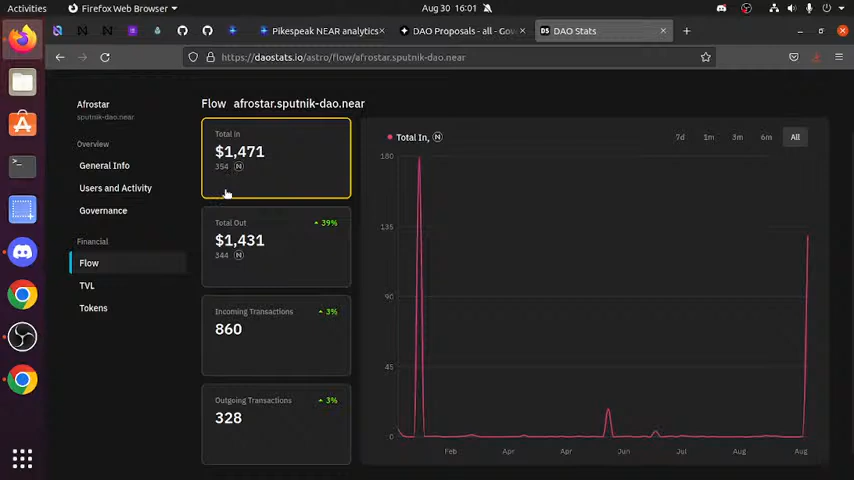 Activities
Firefox Web Browser
Aug 30 16:01
Pikespeak NEAR analytics
DAO Proposals - all - Gov
DS DAO Stats
https://daostats.io/astro/flow/afrostar.sputnik-dao.near
Afrostar
sputnik-dao.near
Overview
General Info
Users and Activity
Governance
Financial
Flow
TVL
Tokens
Flow afrostar.sputnik-dao.near
Total In
$1,471
354 N
Total Out
39%
$1,431
344 N
Incoming Transactions
3%
860
Outgoing Transactions
3%
328
Total In, N
7d 1m 3m 6m All
180
135
90
45
0
Feb Apr Apr Jun Jul Aug Aug